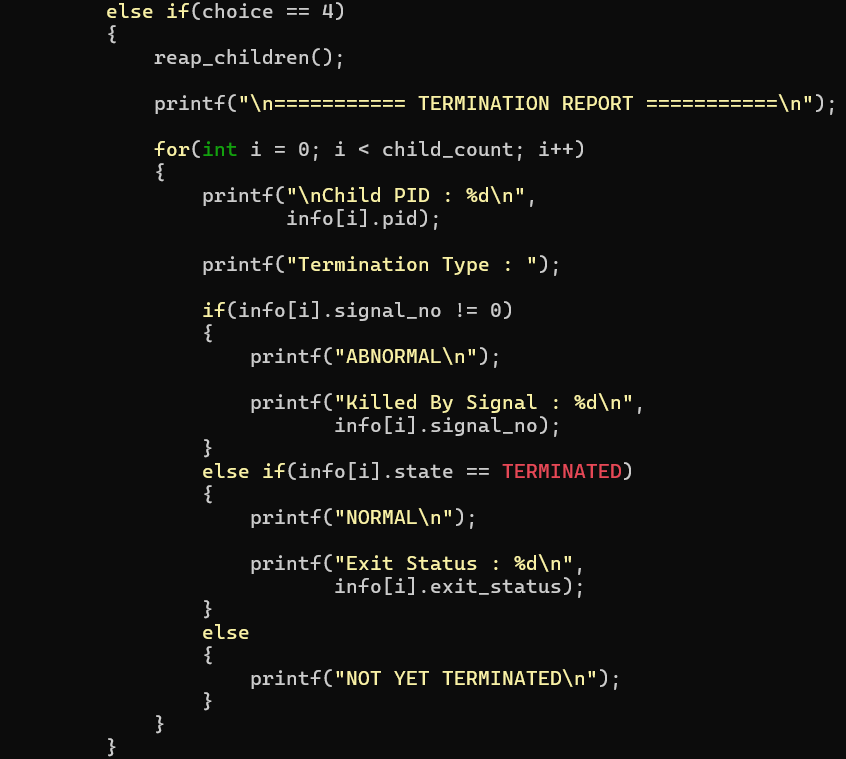 else if(choice == 4)
{
reap_children();
printf("\n=========== TERMINATION REPORT ===========\n");
for(int i = 0; i < child_count; i++)
{
printf("\nChild PID : %d\n",
info[i].pid);
printf("Termination Type : ");
if(info[i].signal_no != 0)
{
printf("ABNORMAL\n");
printf("Killed By Signal : %d\n",
info[i].signal_no);
}
else if(info[i].state == TERMINATED)
{
printf("NORMAL\n");
printf("Exit Status : %d\n",
info[i].exit_status);
}
else
{
printf("NOT YET TERMINATED\n");
}
}
}